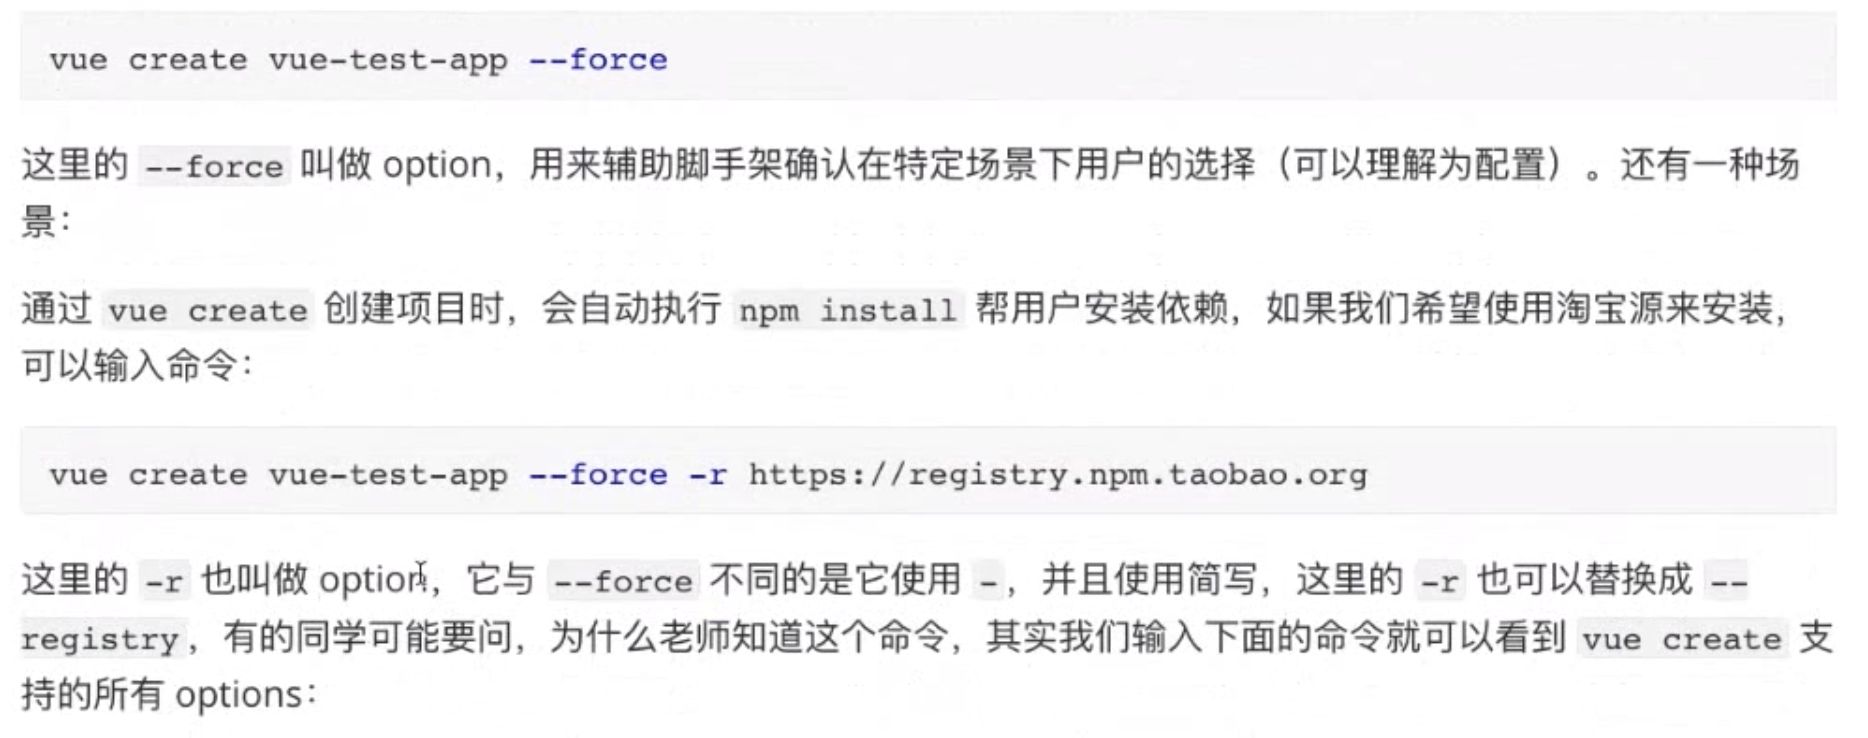 vue create vue-test-app --force
这里的 --force 叫做 option，用来辅助脚手架确认在特定场景下用户的选择（可以理解为配置）。还有一种场
景：
通过 vue create 创建项目时，会自动执行 npm install 帮用户安装依赖，如果我们希望使用淘宝源来安装，
可以输入命令：
vue create vue-test-app --force -r https://registry.npm.taobao.org
这里的 -r 也叫做 option，它与 --force 不同的是它使用 -，并且使用简写，这里的 -r 也可以替换成 --
registry，有的同学可能要问，为什么老师知道这个命令，其实我们输入下面的命令就可以看到 vue create 支
持的所有 options：